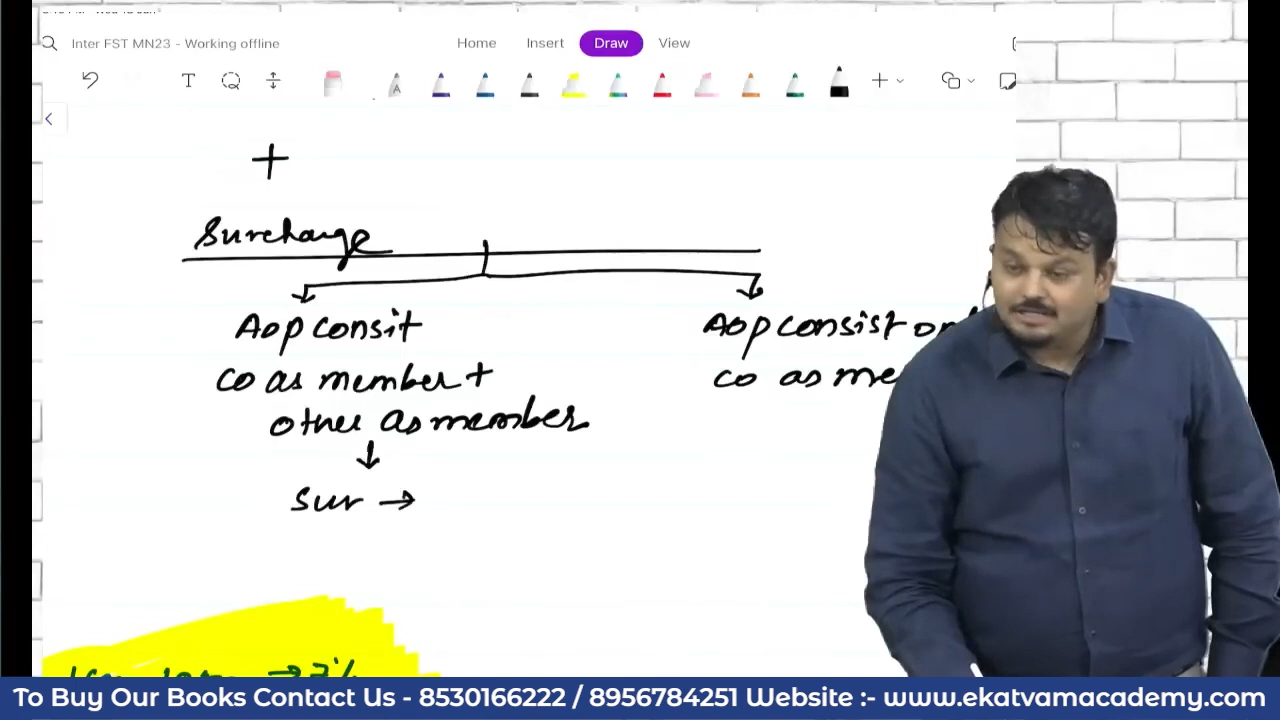 Inter FST MN23 - Working offline
Home Insert Draw View
T
A
+
Surcharge
Aop consit
co as member +
other as member
Sur →
Aop consist
co as
→ 7%
To Buy Our Books Contact Us - 8530166222 / 8956784251 Website :- www.ekatvamacademy.com